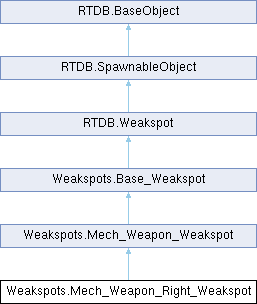 RTDB.BaseObject
RTDB.SpawnableObject
RTDB.Weakspot
Weakspots.Base_Weakspot
Weakspots.Mech_Weapon_Weakspot
Weakspots.Mech_Weapon_Right_Weakspot